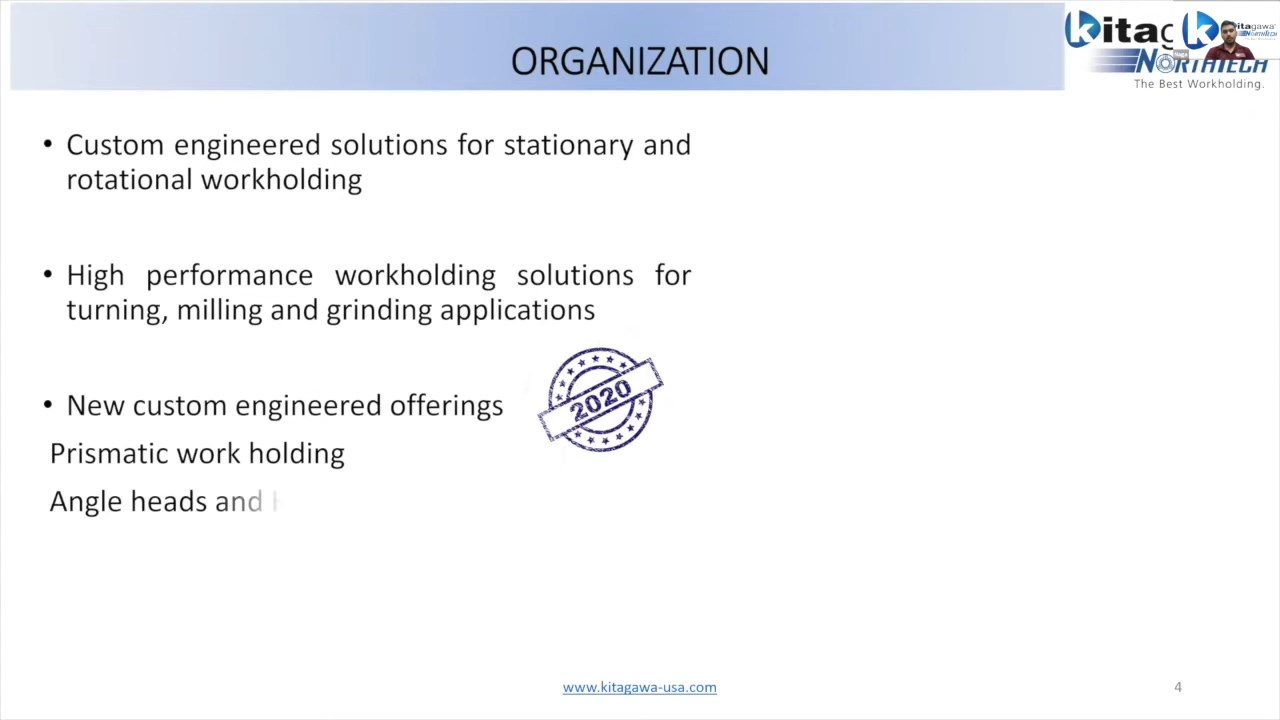 ORGANIZATION
kitag
NORTHTECH
The Best Workholding.
• Custom engineered solutions for stationary and
rotational workholding
• High performance workholding solutions for
turning, milling and grinding applications
• New custom engineered offerings
2020
Prismatic work holding
Angle heads and
www.kitagawa-usa.com
4